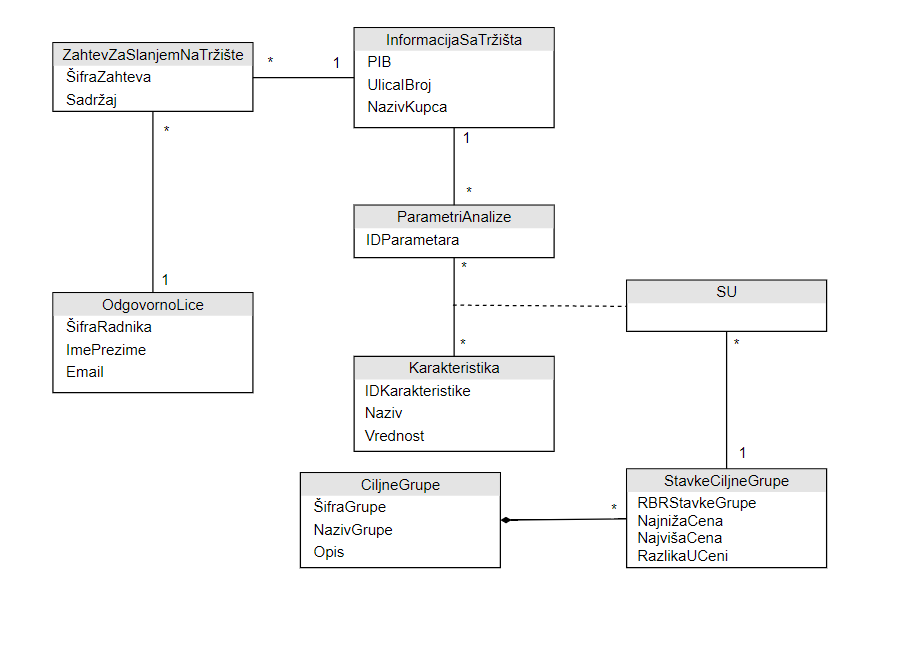 ZahtevZaSlanjemNaTržište
ŠifraZahteva
Sadržaj
*
1
InformacijaSaTržišta
PIB
UlicaIBroj
NazivKupca
*
1
1
*
OdgovornoLice
ŠifraRadnika
ImePrezime
Email
ParametriAnalize
IDParametara
*
*
SU
Karakteristika
IDKarakteristike
Naziv
Vrednost
*
1
CiljneGrupe
ŠifraGrupe
NazivGrupe
Opis
*
StavkeCiljneGrupe
RBRStavkeGrupe
NajnižaCena
NajvišaCena
RazlikaUCeni